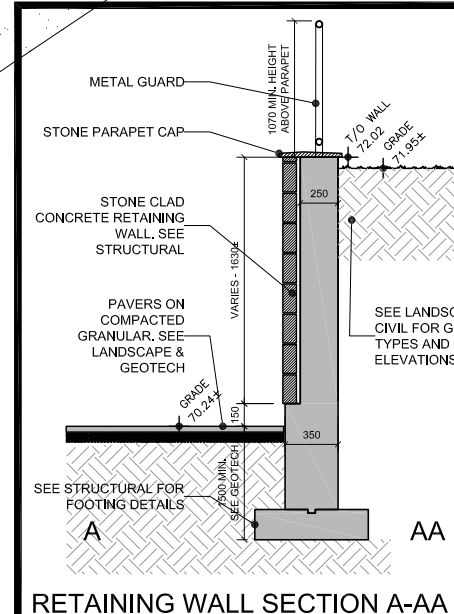 1070 MIN. HEIGHT
ABOVE PARAPET
METAL GUARD
STONE PARAPET CAP
T/O WALL
72.02
GRADE
71.95±
STONE CLAD
CONCRETE RETAINING
WALL. SEE
STRUCTURAL
250
VARIES - 1630±
PAVERS ON
COMPACTED
GRANULAR. SEE
LANDSCAPE &
GEOTECH
SEE LANDSC
CIVIL FOR G
TYPES AND
ELEVATIONS
GRADE
70.24±
150
350
1500 MIN.
SEE GEOTECH
SEE STRUCTURAL FOR
FOOTING DETAILS
A
AA
RETAINING WALL SECTION A-AA